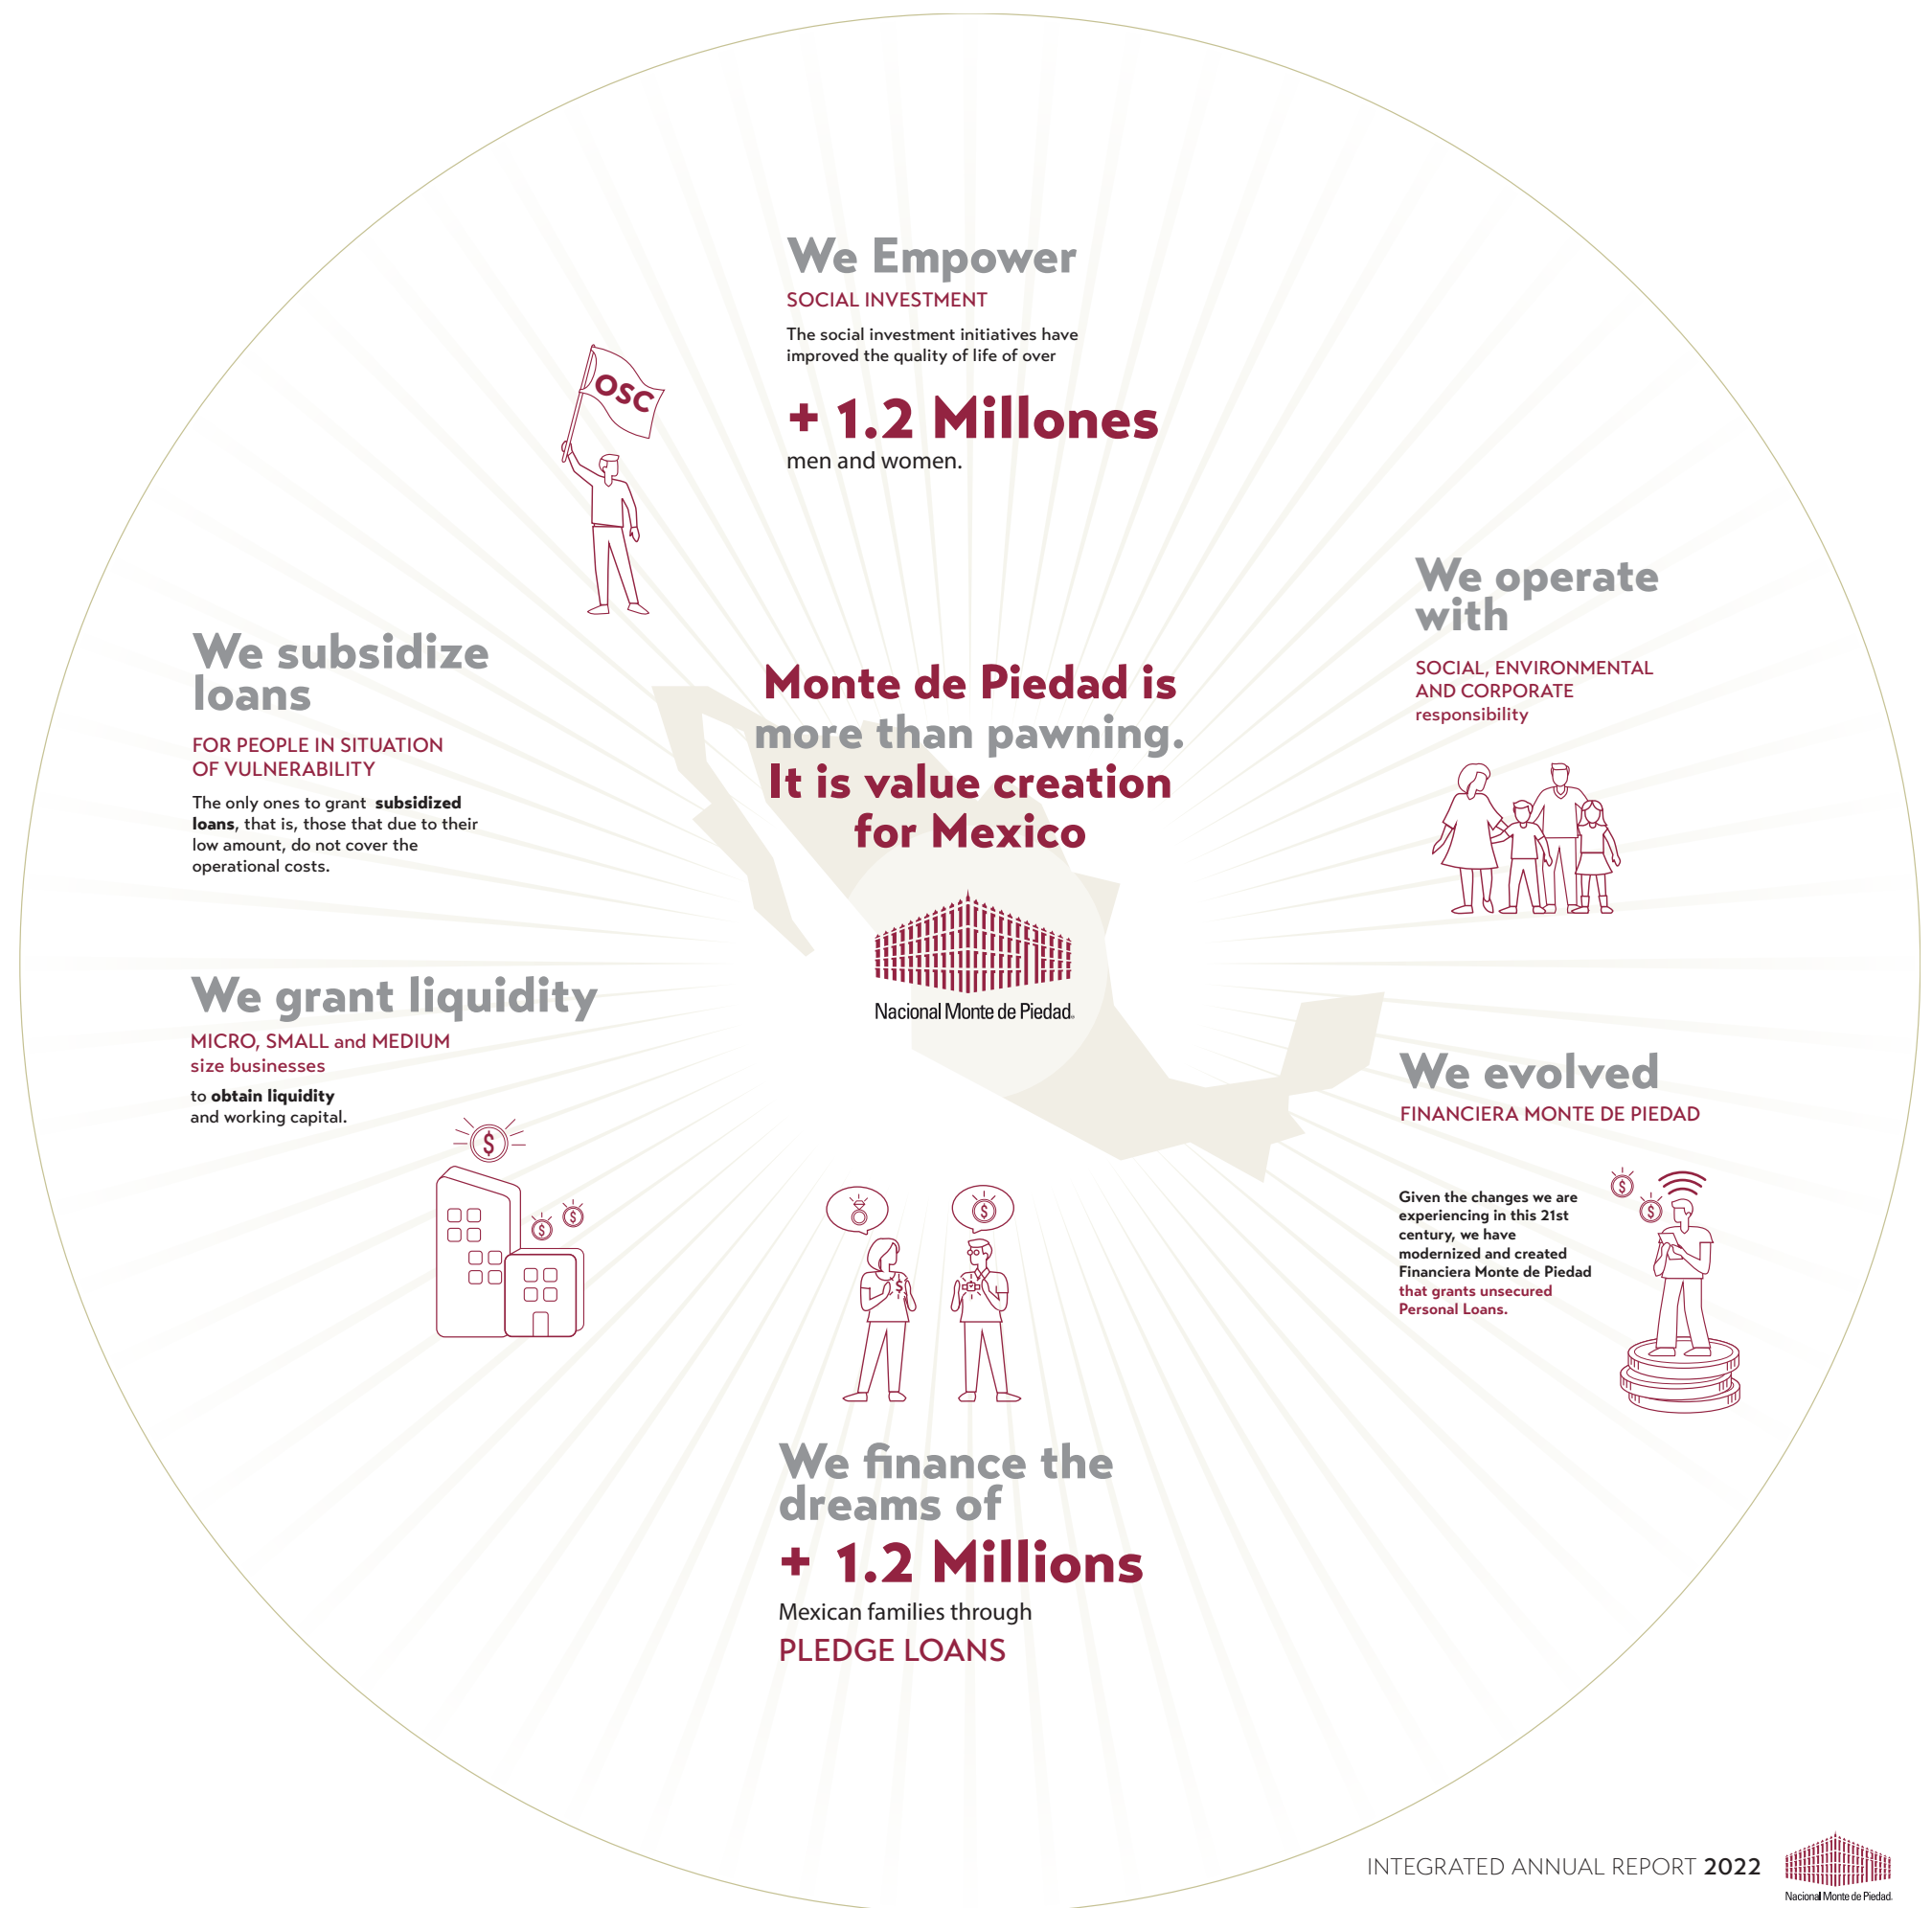 We Empower
SOCIAL INVESTMENT
The social investment initiatives have
improved the quality of life of over
+ 1.2 Millones
men and women.
OSC
We operate
with
SOCIAL, ENVIRONMENTAL
AND CORPORATE
responsibility
We subsidize
loans
FOR PEOPLE IN SITUATION
OF VULNERABILITY
The only ones to grant subsidized
loans, that is, those that due to their
low amount, do not cover the
operational costs.
Monte de Piedad is
more than pawning.
It is value creation
for Mexico
Nacional Monte de Piedad
We grant liquidity
MICRO, SMALL and MEDIUM
size businesses
to obtain liquidity
and working capital.
$
$
$
We evolved
FINANCIERA MONTE DE PIEDAD
Given the changes we are
experiencing in this 21st
century, we have
modernized and created
Financiera Monte de Piedad
that grants unsecured
Personal Loans.
$
$
$
$
We finance the
dreams of
+ 1.2 Millions
Mexican families through
PLEDGE LOANS
INTEGRATED ANNUAL REPORT 2022
Nacional Monte de Piedad